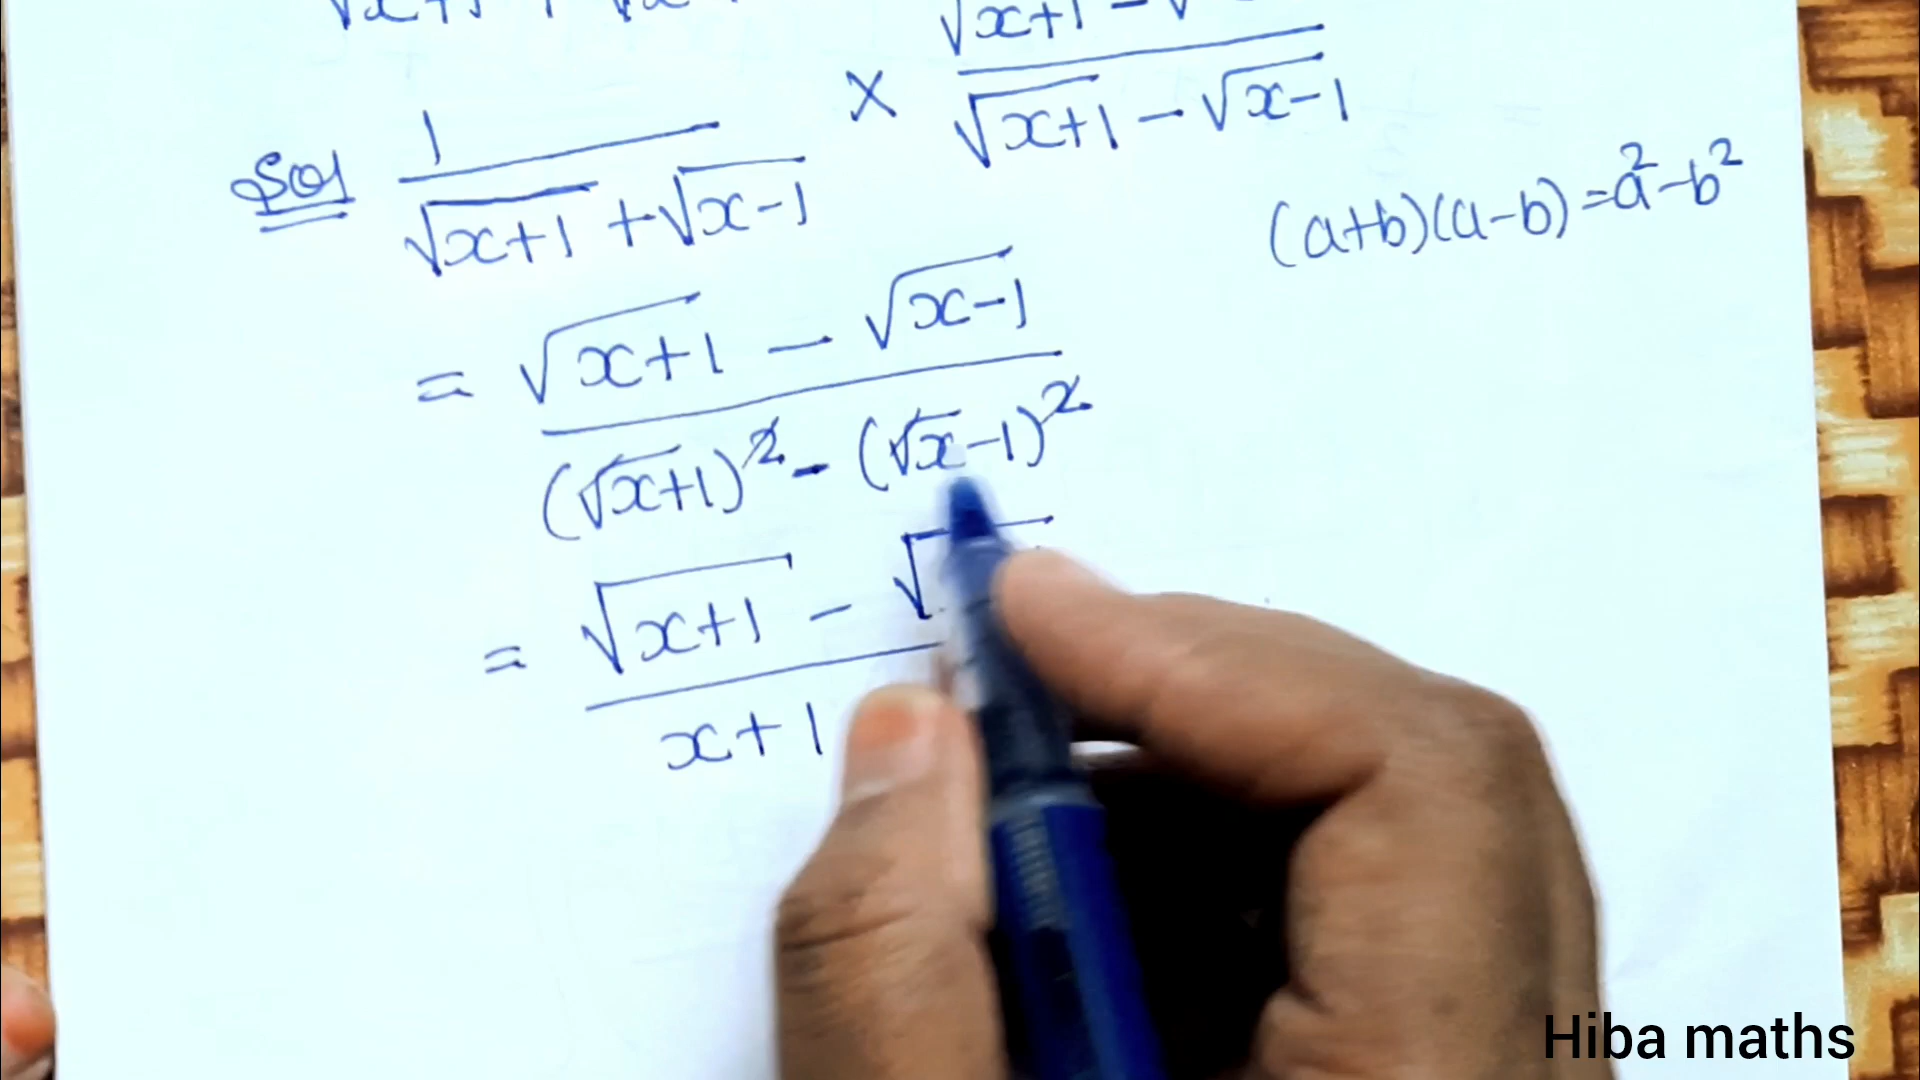 √x+1
√x+1 - √
1 / √x+1 + √x-1 × √x+1 - √x-1
Sol
(a+b)(a-b) = a² - b²
= √x+1 - √x-1
(√x+1)² - (√x-1)²
= √x+1 - √
x+1
Hiba maths